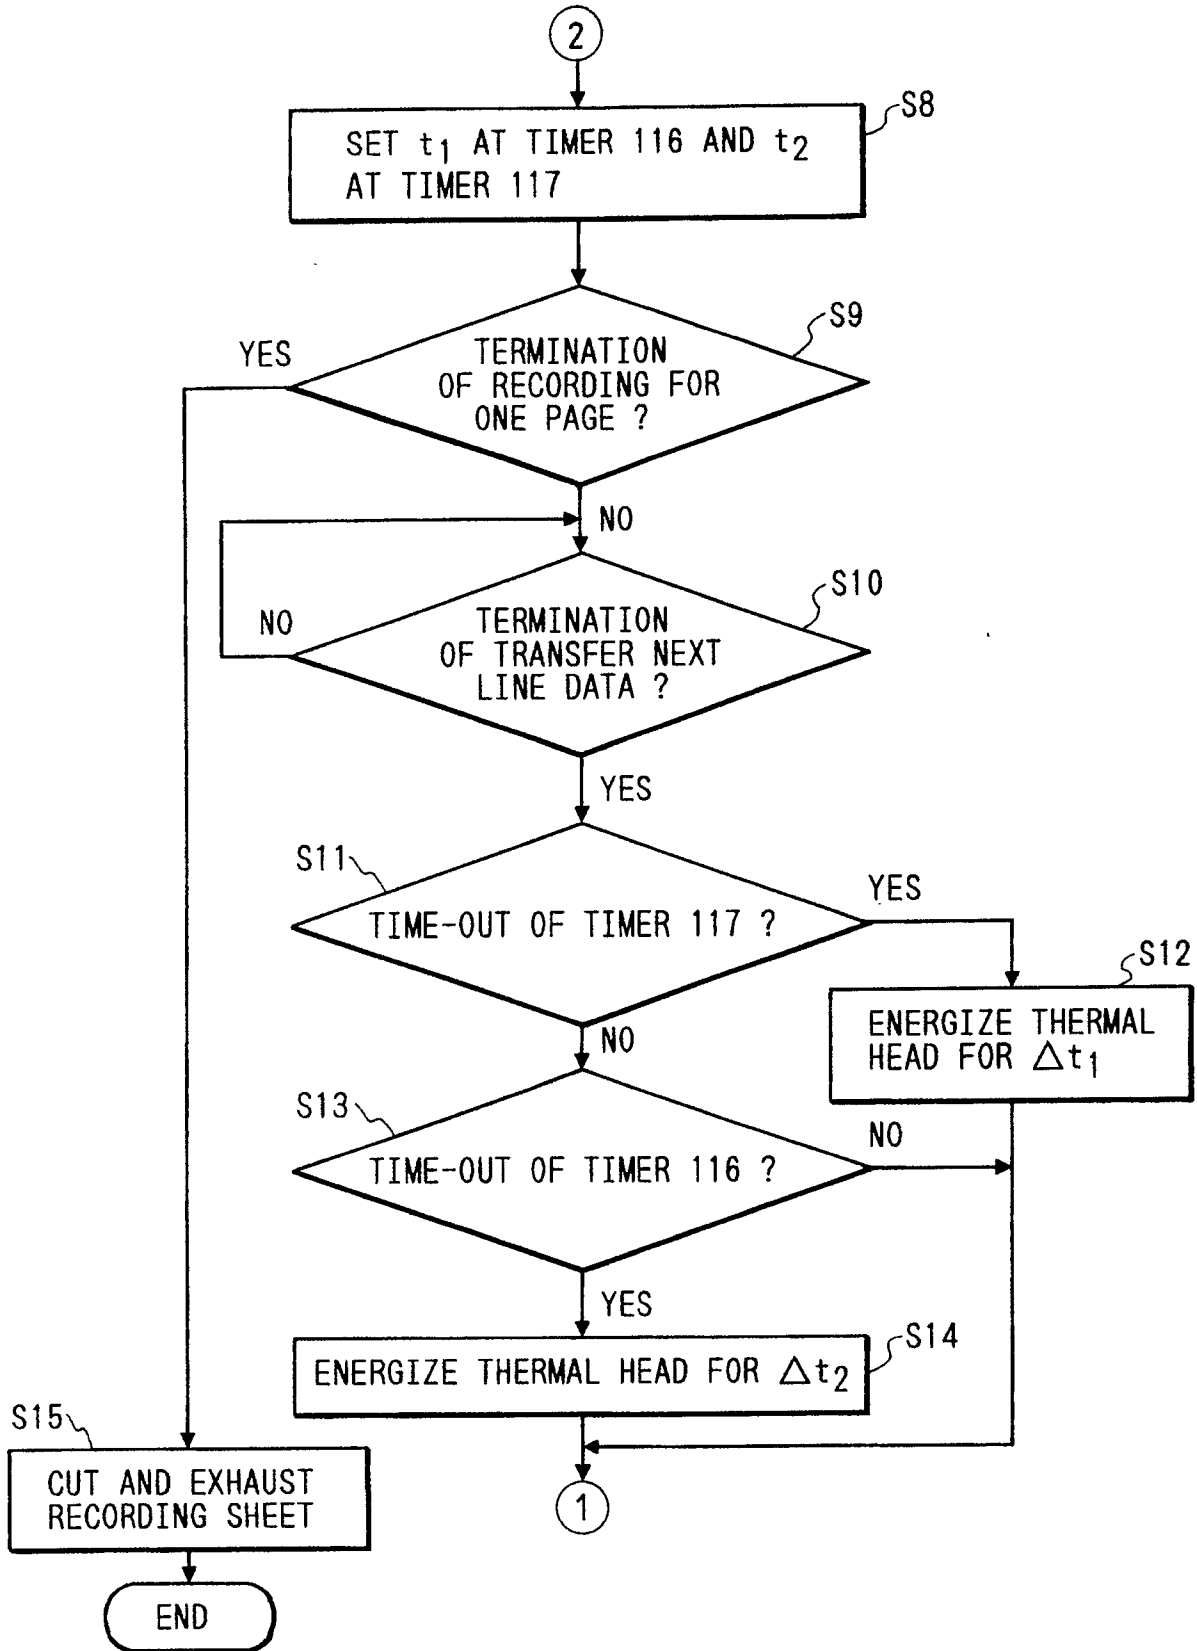 2
S8
SET t1 AT TIMER 116 AND t2
AT TIMER 117
S9
YES
TERMINATION
OF RECORDING FOR
ONE PAGE ?
NO
S10
NO
TERMINATION
OF TRANSFER NEXT
LINE DATA ?
YES
S11
YES
TIME-OUT OF TIMER 117 ?
S12
ENERGIZE THERMAL
HEAD FOR △t1
NO
S13
NO
TIME-OUT OF TIMER 116 ?
YES
S14
ENERGIZE THERMAL HEAD FOR △t2
S15
CUT AND EXHAUST
RECORDING SHEET
1
END